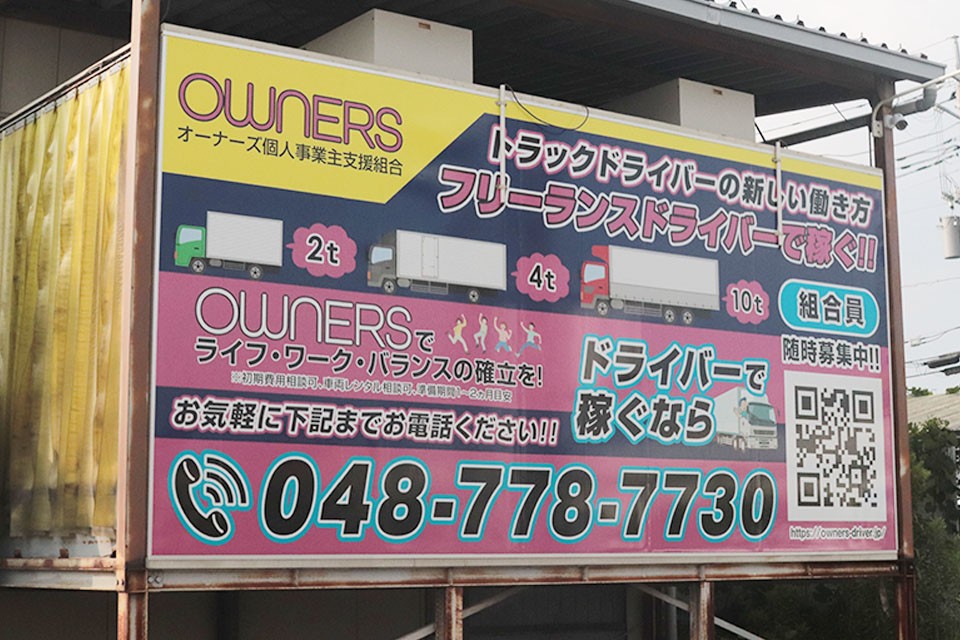 OWNERS
オーナーズ個人事業主支援組合
トラックドライバーの新しい働き方
フリーランスドライバーで稼ぐ!!
2t
4t
10t
組合員
随時募集中!!
OWNERSで
ライフ・ワーク・バランスの確立を!
※初期費用相談可、車両レンタル相談可、準備期間1〜2ヵ月目安
ドライバーで
稼ぐなら
お気軽に下記までお電話ください!!
048-778-7730
https://owners-driver.jp/